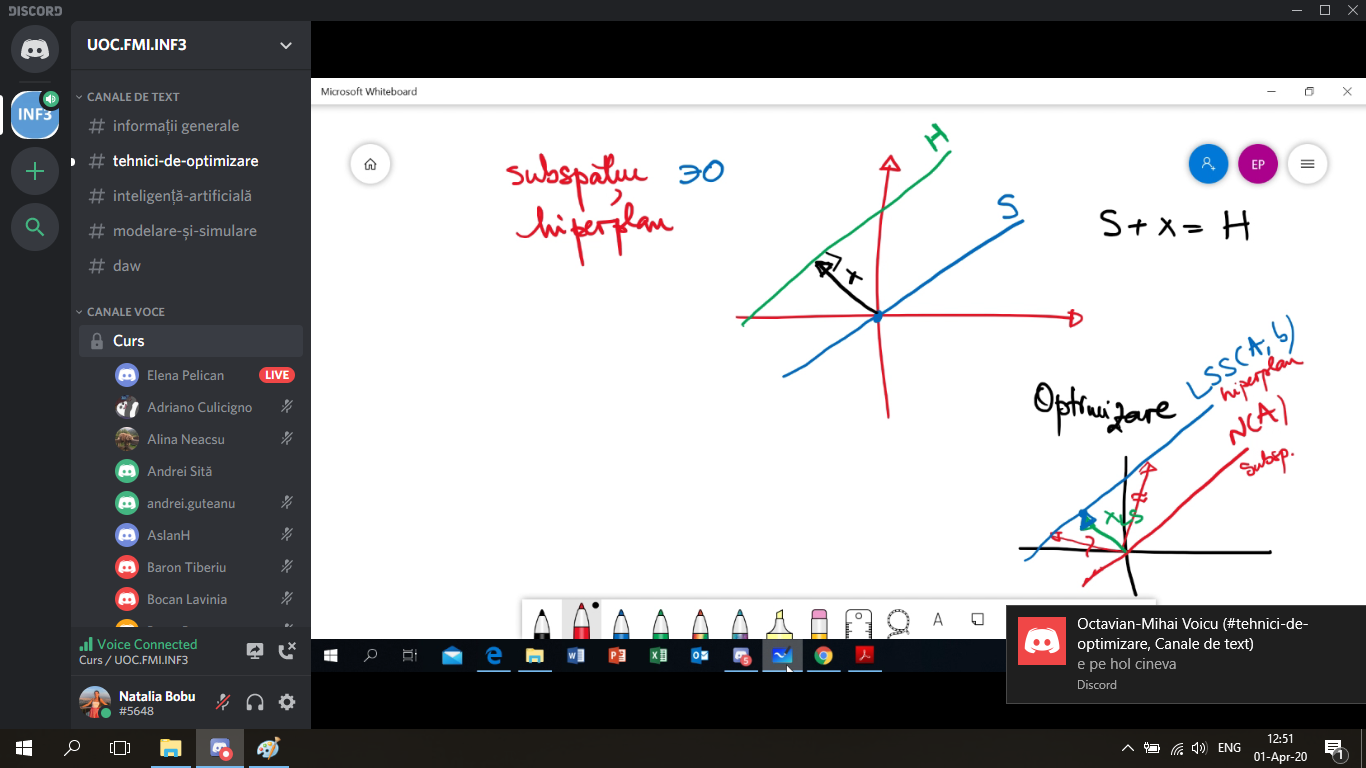 DISCORD
UOC.FMI.INF3
INF3
CANALE DE TEXT
# informații generale
# tehnici-de-optimizare
# inteligență-artificială
# modelare-și-simulare
# daw
CANALE VOCE
Curs
Elena Pelican LIVE
Adriano Culicigno
Alina Neacsu
Andrei Sită
andrei.guteanu
AslanH
Baron Tiberiu
Bocan Lavinia
Voice Connected
Curs / UOC.FMI.INF3
Natalia Bobu
#5648
Microsoft Whiteboard
EP
subspațiu ∋0
hiperplan
H
S
x
S + x = H
Optimizare
LSS(A, b)
hiperplan
N(A)
subsp.
xLS
A
5
Octavian-Mihai Voicu (#tehnici-de-
optimizare, Canale de text)
e pe hol cineva
Discord
ENG
12:51
01-Apr-20
1